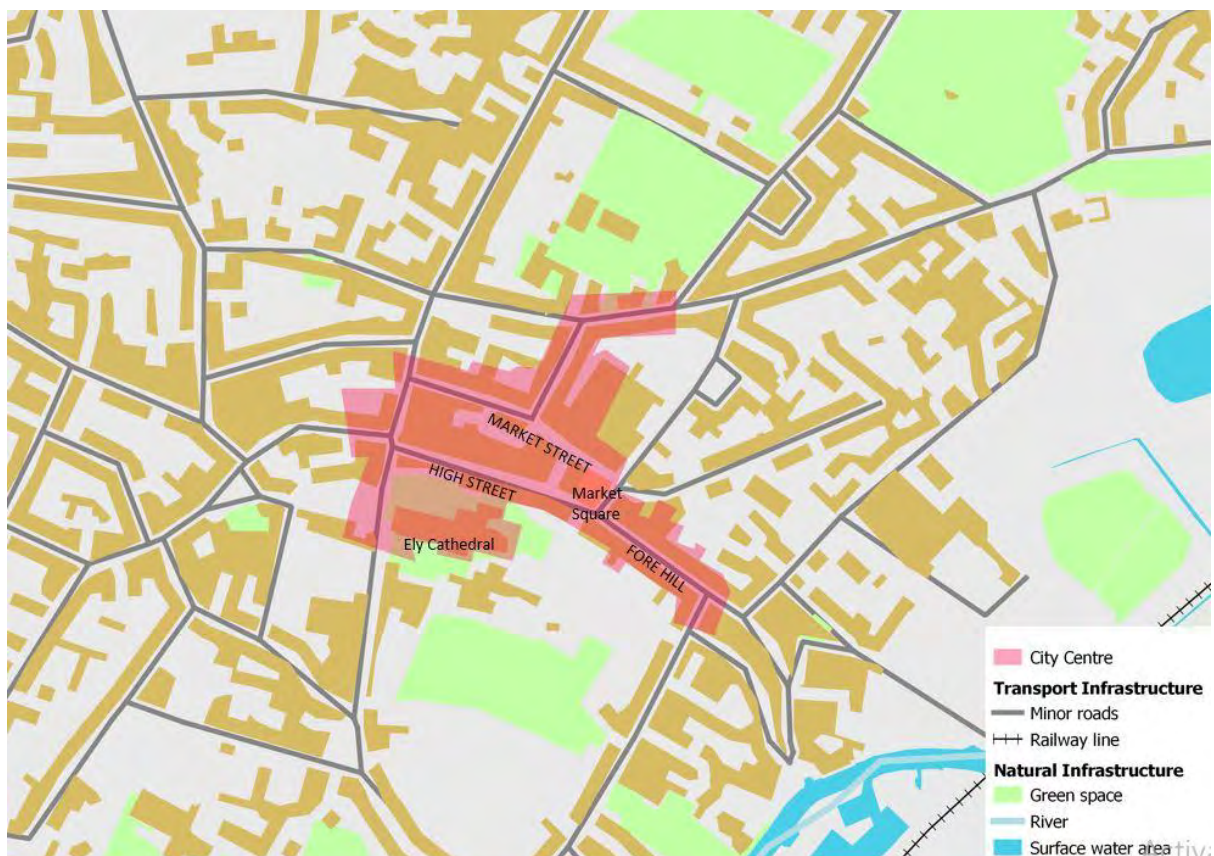 MARKET STREET
HIGH STREET
Market
Square
Ely Cathedral
FORE HILL
City Centre
Transport Infrastructure
Minor roads
Railway line
Natural Infrastructure
Green space
River
Surface water area